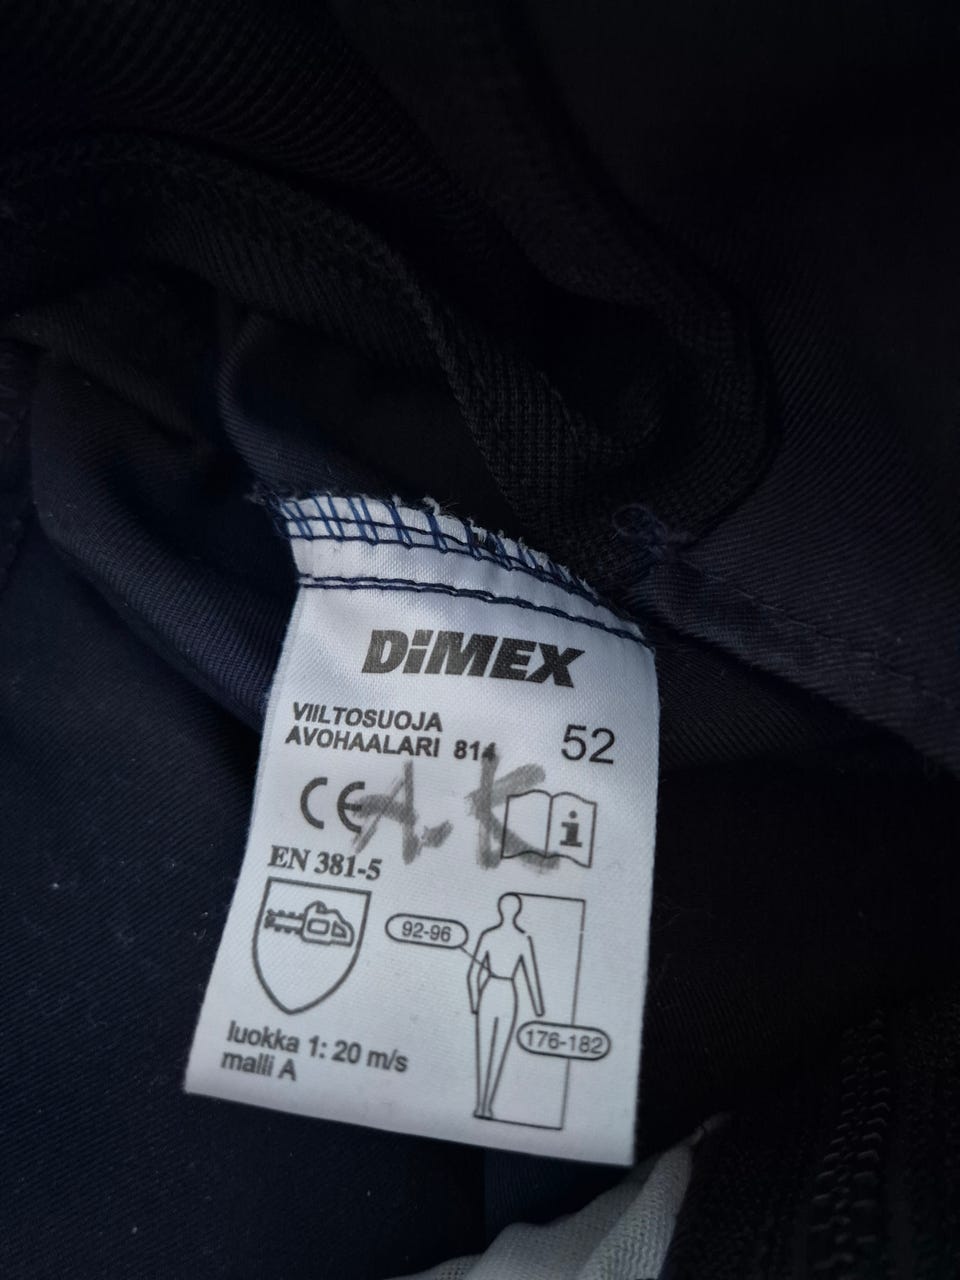 DiMEX
VIILTOSUOJA
AVOHAALARI 814
52
CE
A.K
i
EN 381-5
92-96
176-182
luokka 1: 20 m/s
malli A